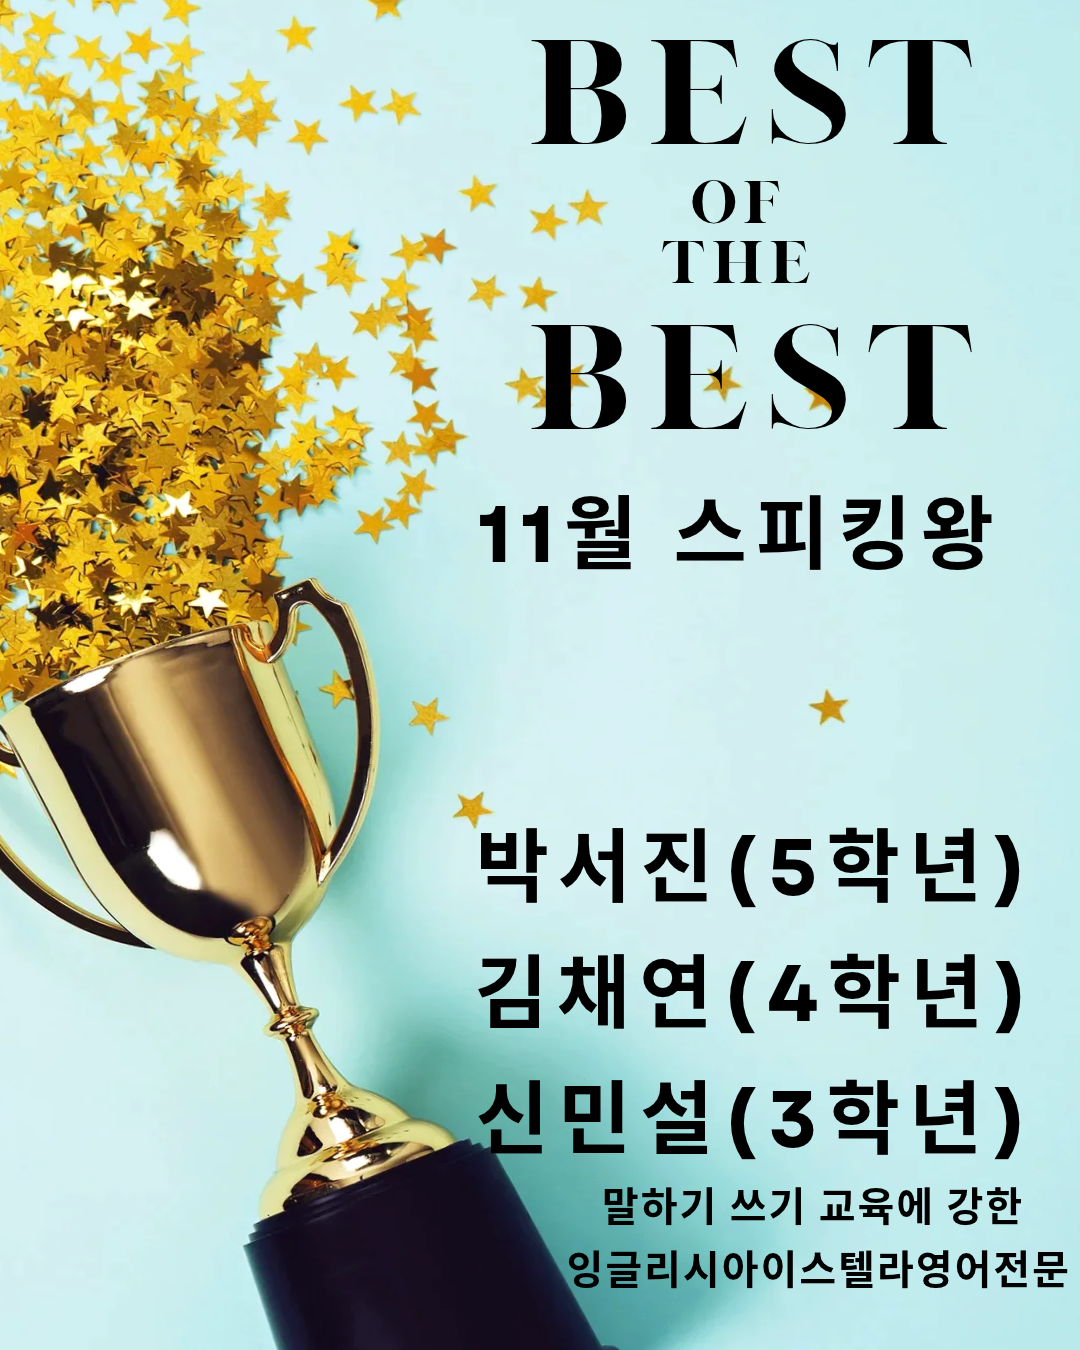 BEST
OF
THE
BEST
11월 스피킹왕
박서진(5학년)
김채연(4학년)
신민설(3학년)
말하기 쓰기 교육에 강한
잉글리시아이스텔라영어전문